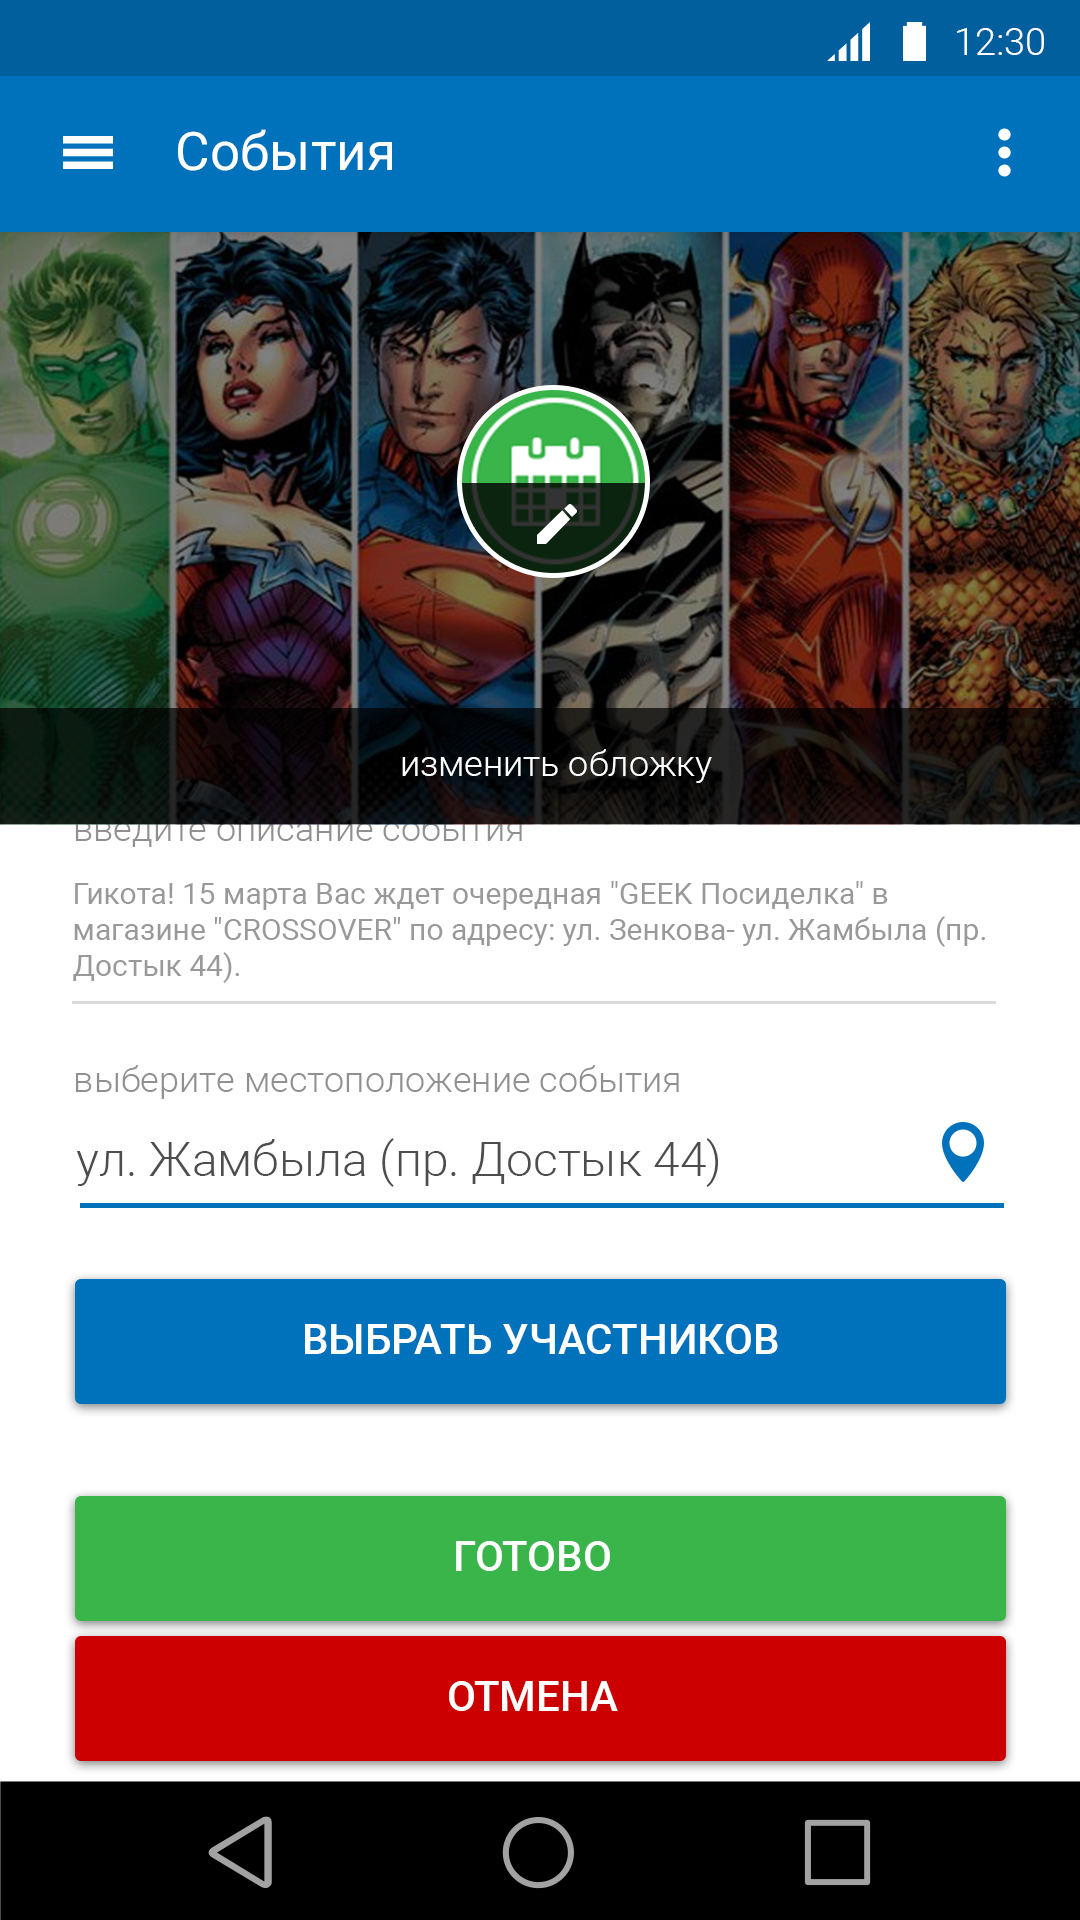 12:30
События
изменить обложку
введите описание события
Гикота! 15 марта Вас ждет очередная "GEEK Посиделка" в
магазине "CROSSOVER" по адресу: ул. Зенкова- ул. Жамбыла (пр.
Достык 44).
выберите местоположение события
ул. Жамбыла (пр. Достык 44)
ВЫБРАТЬ УЧАСТНИКОВ
ГОТОВО
ОТМЕНА